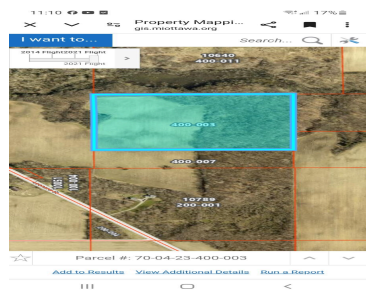 11:10
17%
Property Mappi...
gis.miottawa.org
I want to...
Search...
2014 Flight 2021 Flight
2021 Flight
10640
400-011
400-003
400-007
10789
200-001
Parcel #: 70-04-23-400-003
Add to Results View Additional Details Run a Report